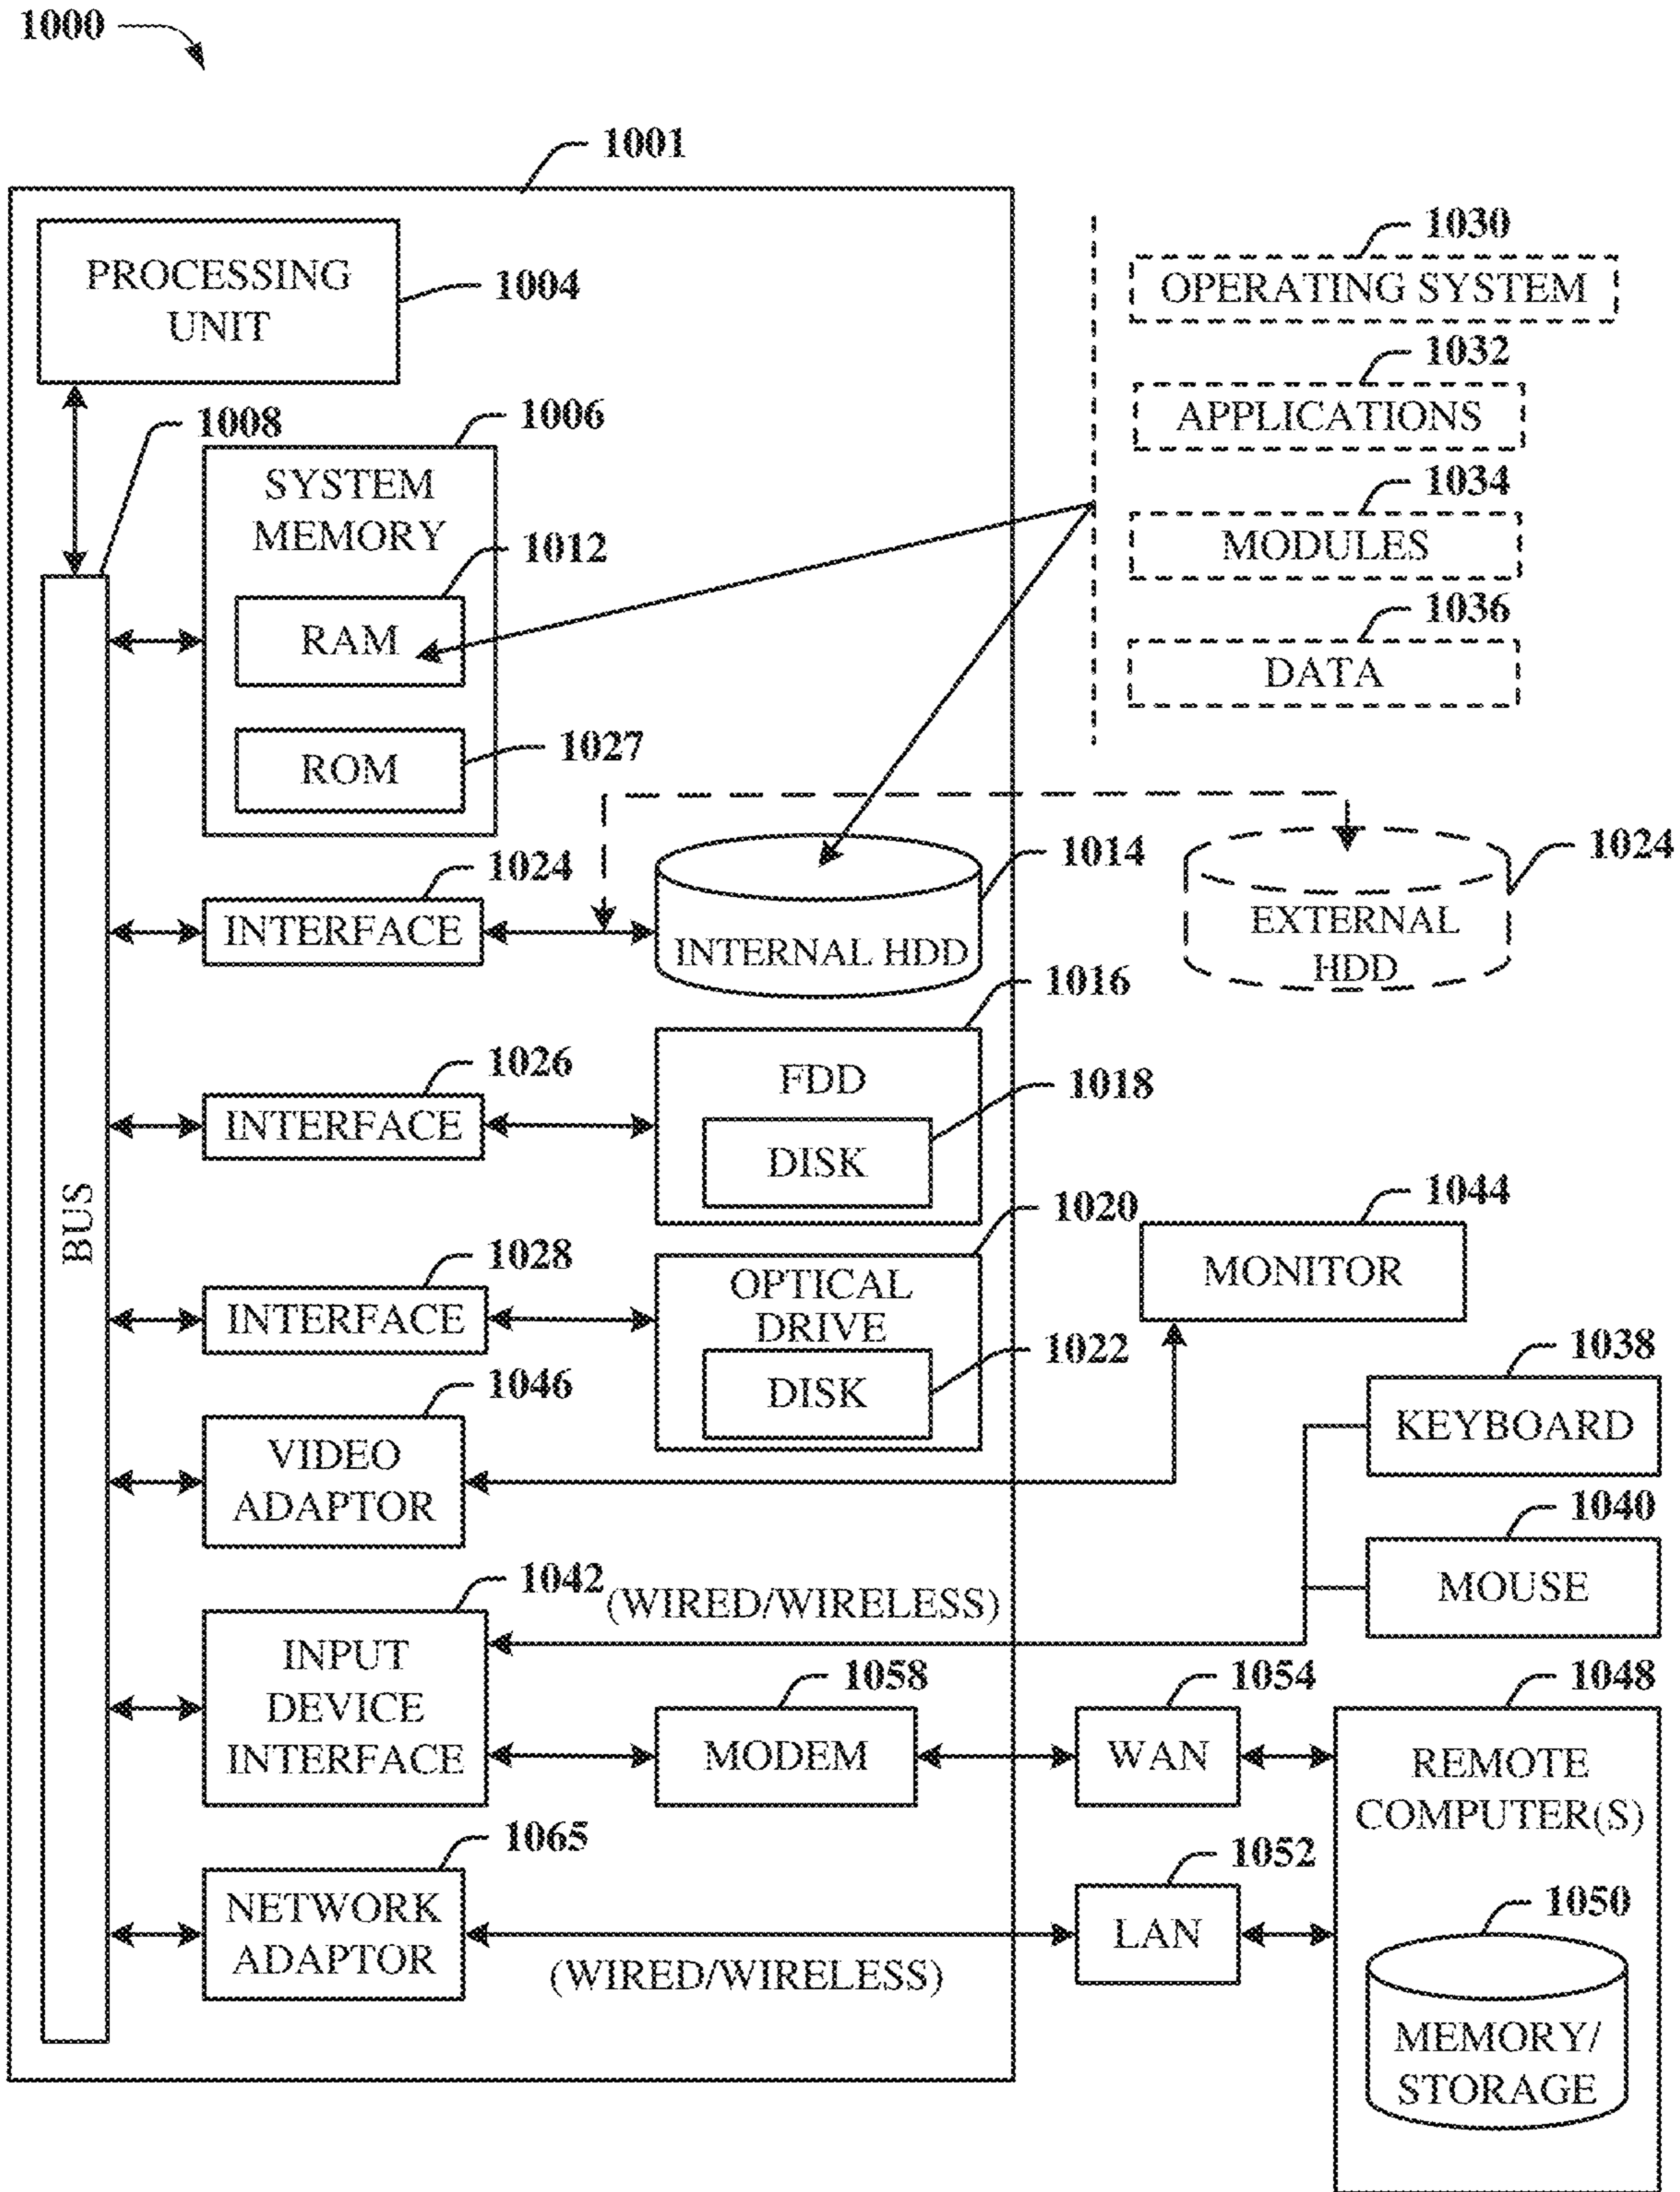 1000
1001
PROCESSING
UNIT
1004
1030
OPERATING SYSTEM
1032
APPLICATIONS
1034
MODULES
1036
DATA
1008
1006
SYSTEM
MEMORY
1012
RAM
1027
ROM
BUS
1024
INTERFACE
1014
INTERNAL HDD
1024
EXTERNAL
HDD
1026
INTERFACE
1016
FDD
1018
DISK
1028
INTERFACE
1020
OPTICAL
DRIVE
1022
DISK
1044
MONITOR
1046
VIDEO
ADAPTOR
1038
KEYBOARD
1040
MOUSE
1042
INPUT
DEVICE
INTERFACE
(WIRED/WIRELESS)
1058
MODEM
1054
WAN
1048
REMOTE
COMPUTER(S)
1065
NETWORK
ADAPTOR
(WIRED/WIRELESS)
1052
LAN
1050
MEMORY/
STORAGE